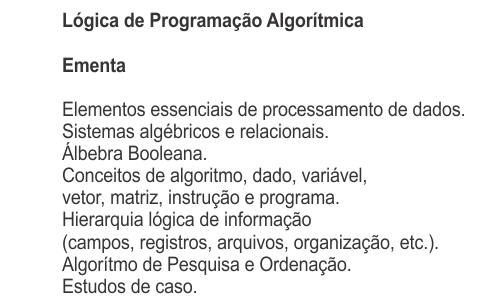 Lógica de Programação Algorítmica
Ementa
Elementos essenciais de processamento de dados.
Sistemas algébricos e relacionais.
Álbebra Booleana.
Conceitos de algoritmo, dado, variável,
vetor, matriz, instrução e programa.
Hierarquia lógica de informação
(campos, registros, arquivos, organização, etc.).
Algorítmo de Pesquisa e Ordenação.
Estudos de caso.